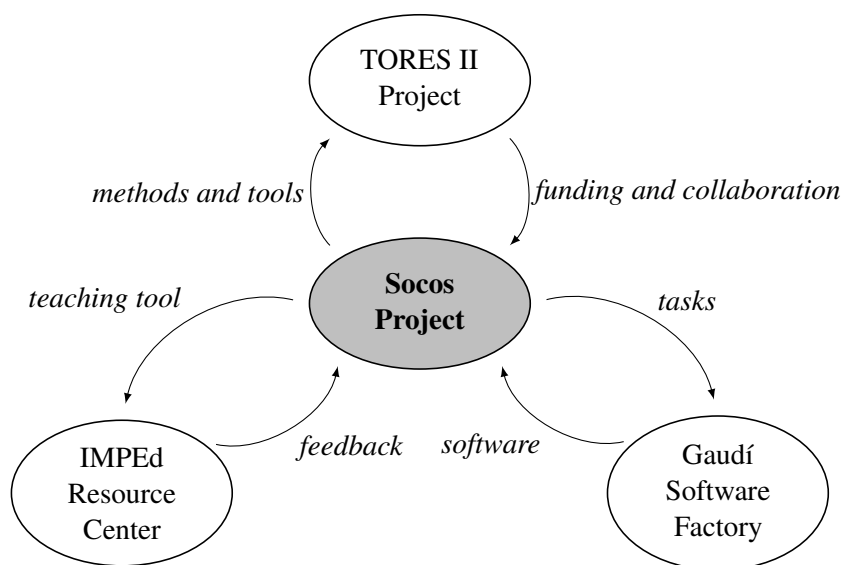 TORES II
Project
methods and tools
funding and collaboration
Socos
Project
teaching tool
tasks
feedback
software
IMPEd
Resource
Center
Gaudí
Software
Factory